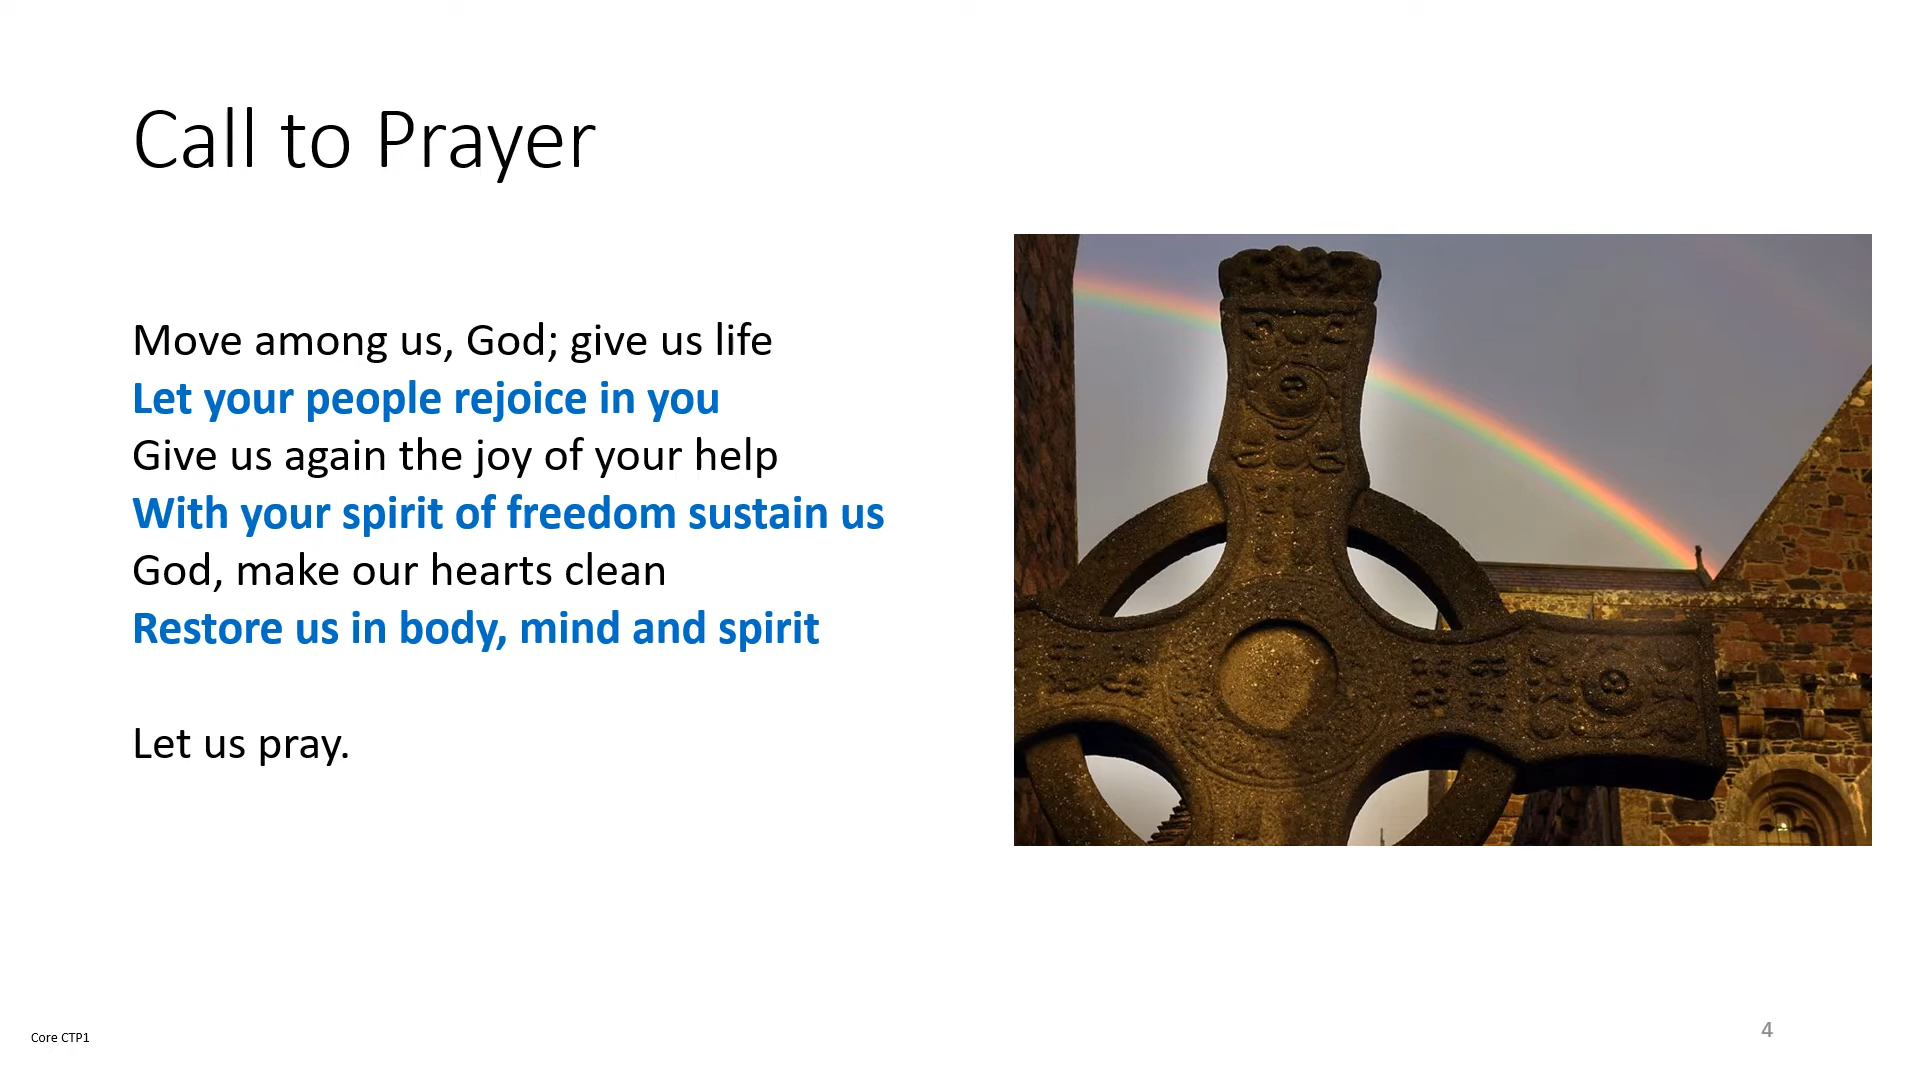 Call to Prayer
Move among us, God; give us life
Let your people rejoice in you
Give us again the joy of your help
With your spirit of freedom sustain us
God, make our hearts clean
Restore us in body, mind and spirit
Let us pray.
Core CTP1
4